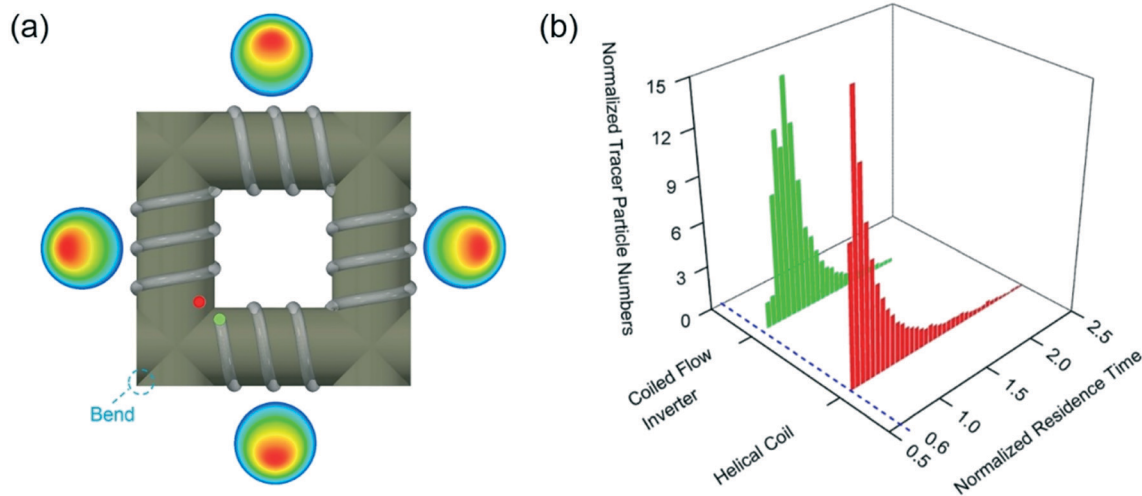 (a)
Bend
(b)
Normalized Tracer Particle Numbers
15
12
9
6
3
0
Coiled Flow
Inverter
Helical Coil
0.5
0.6
1.0
1.5
2.0
2.5
Normalized Residence Time